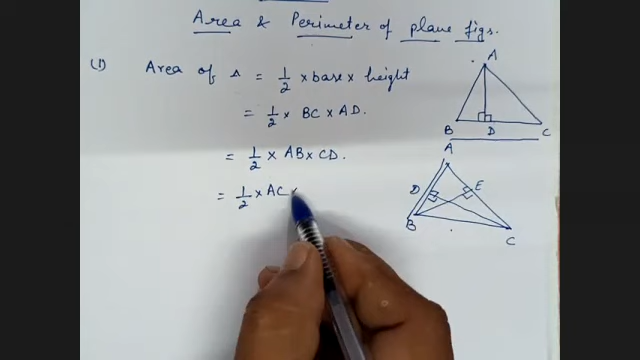 Area & Perimeter of plane figs.
(1) Area of Δ = 1/2 × base × height
= 1/2 × BC × AD.
= 1/2 × AB × CD.
= 1/2 × AC ×
A
B D C
A
D E
B
C